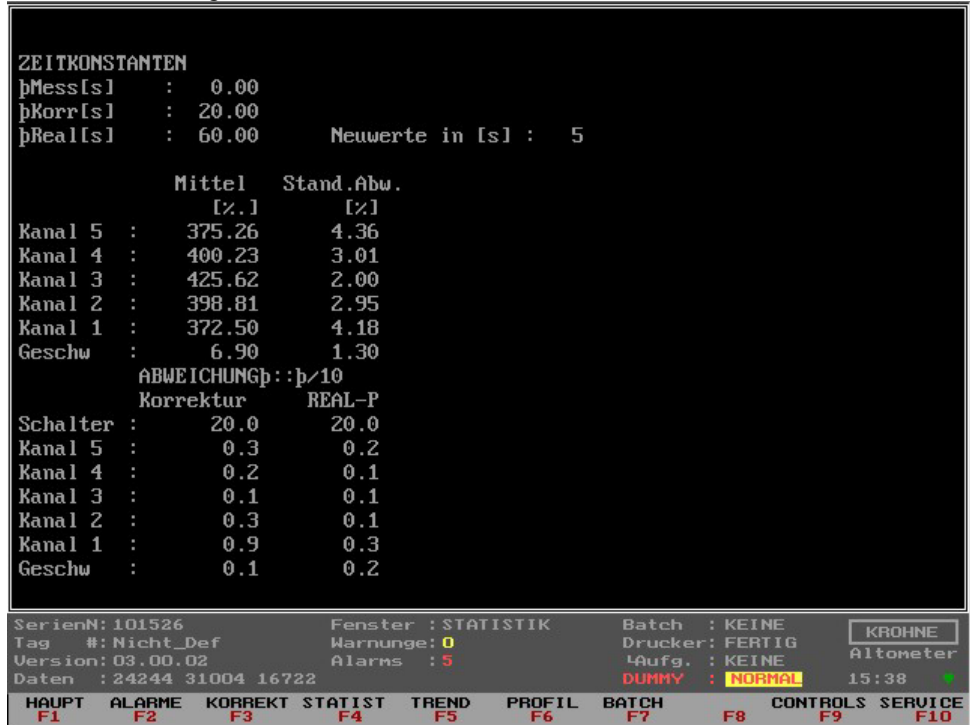 ZEITKONSTANTEN
þMess[s] : 0.00
þKorr[s] : 20.00
þReal[s] : 60.00 Neuwerte in [s] : 5
Mittel Stand.Abw.
[%.] [%]
Kanal 5 : 375.26 4.36
Kanal 4 : 400.23 3.01
Kanal 3 : 425.62 2.00
Kanal 2 : 398.81 2.95
Kanal 1 : 372.50 4.18
Geschw : 6.90 1.30
ABWEICHUNGþ::þ/10
Korrektur REAL-P
Schalter : 20.0 20.0
Kanal 5 : 0.3 0.2
Kanal 4 : 0.2 0.1
Kanal 3 : 0.1 0.1
Kanal 2 : 0.3 0.1
Kanal 1 : 0.9 0.3
Geschw : 0.1 0.2
SerienN: 101526 Fenster : STATISTIK Batch : KEINE KROHNE
Tag #: Nicht_Def Warnunge: 0 Drucker: FERTIG
Version: 03.00.02 Alarms : 5 4Aufg. : KEINE Altometer
Daten : 24244 31004 16722 DUMMY : NORMAL 15:38
HAUPT ALARME KORREKT STATIST TREND PROFIL BATCH CONTROLS SERVICE
F1 F2 F3 F4 F5 F6 F7 F8 F9 F10